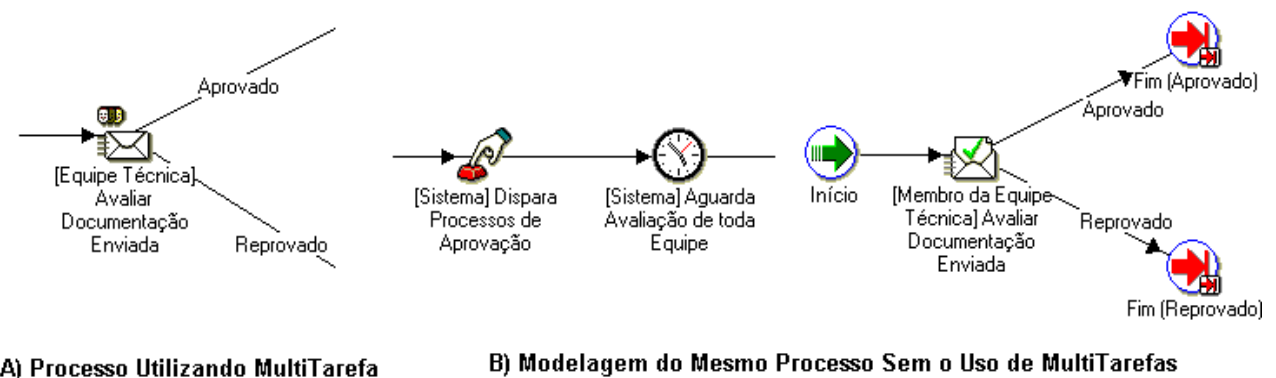 Aprovado
[Equipe Técnica]
Avaliar
Documentação
Enviada
Reprovado
A) Processo Utilizando MultiTarefa
[Sistema] Dispara
Processos de
Aprovação
[Sistema] Aguarda
Avaliação de toda
Equipe
Início
[Membro da Equipe
Técnica] Avaliar
Documentação
Enviada
Aprovado
Fim (Aprovado)
Reprovado
Fim (Reprovado)
B) Modelagem do Mesmo Processo Sem o Uso de MultiTarefas